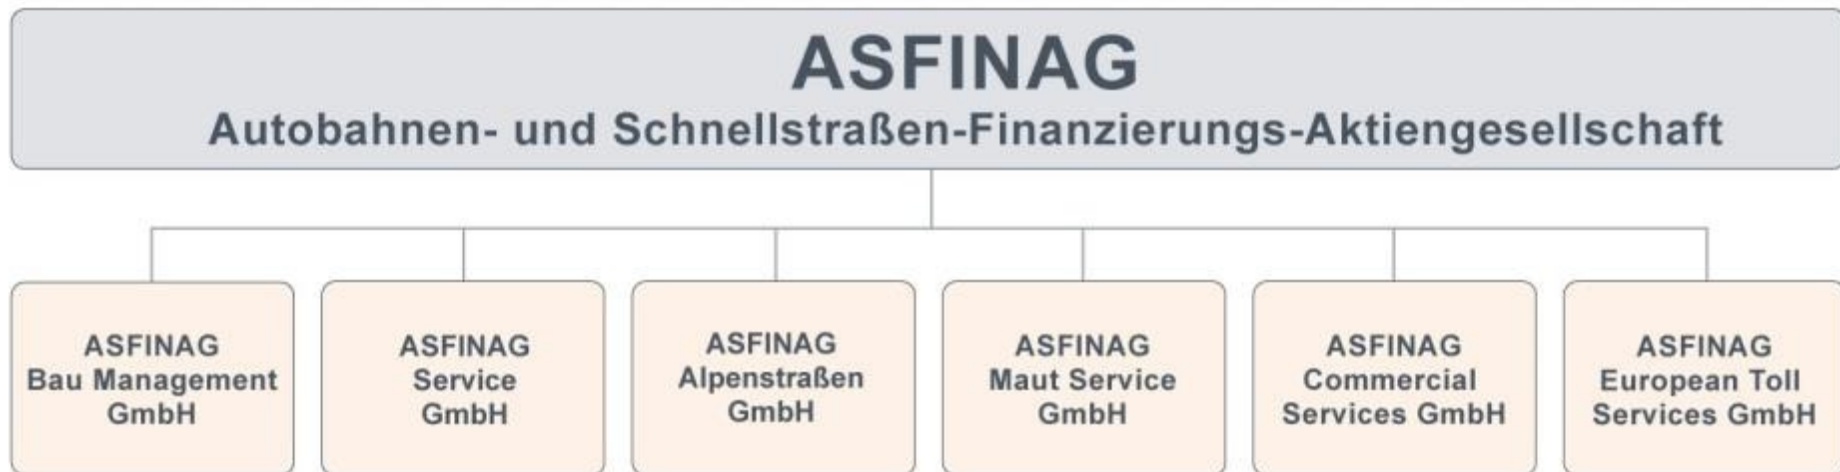 ASFINAG
Autobahnen- und Schnellstraßen-Finanzierungs-Aktiengesellschaft
ASFINAG
Bau Management
GmbH
ASFINAG
Service
GmbH
ASFINAG
Alpenstraßen
GmbH
ASFINAG
Maut Service
GmbH
ASFINAG
Commercial
Services GmbH
ASFINAG
European Toll
Services GmbH